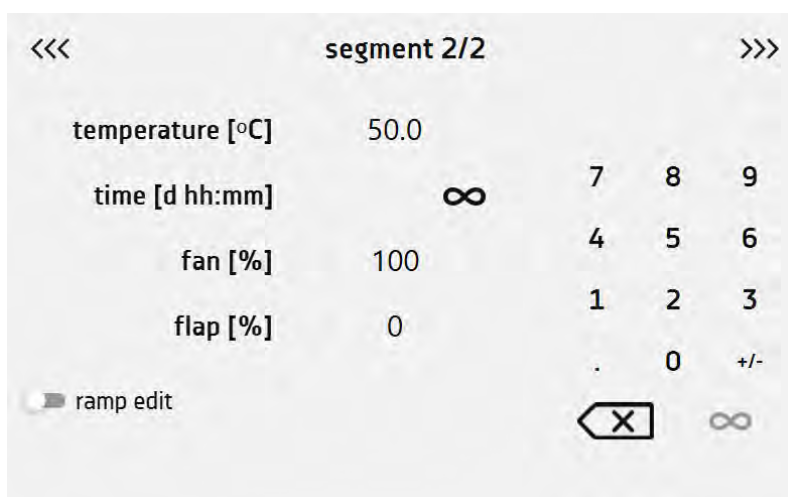 <<< segment 2/2 >>>
temperature [°C] 50.0
time [d hh:mm] ∞
fan [%] 100
flap [%] 0
ramp edit
7 8 9
4 5 6
1 2 3
. 0 +/-
X ∞